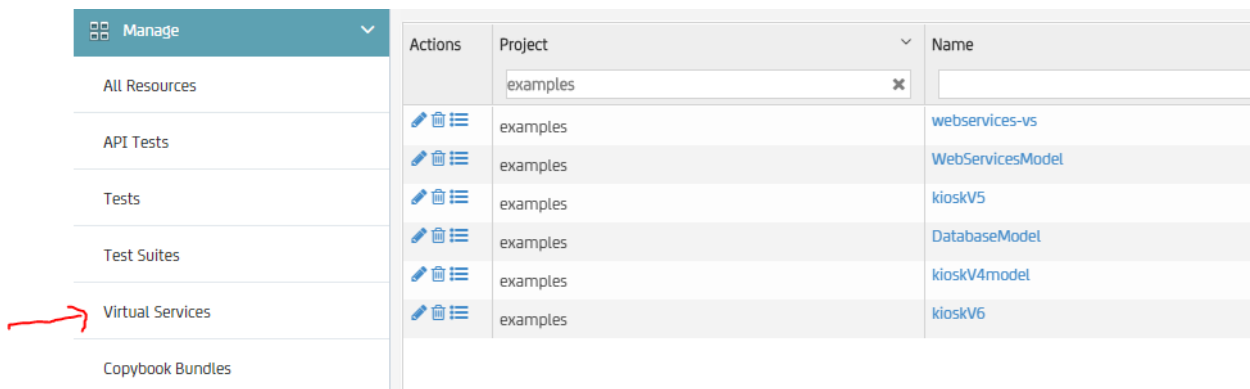 Manage
All Resources
API Tests
Tests
Test Suites
Virtual Services
Copybook Bundles
Actions Project Name
examples
examples webservices-vs
examples WebServicesModel
examples kioskV5
examples DatabaseModel
examples kioskV4model
examples kioskV6